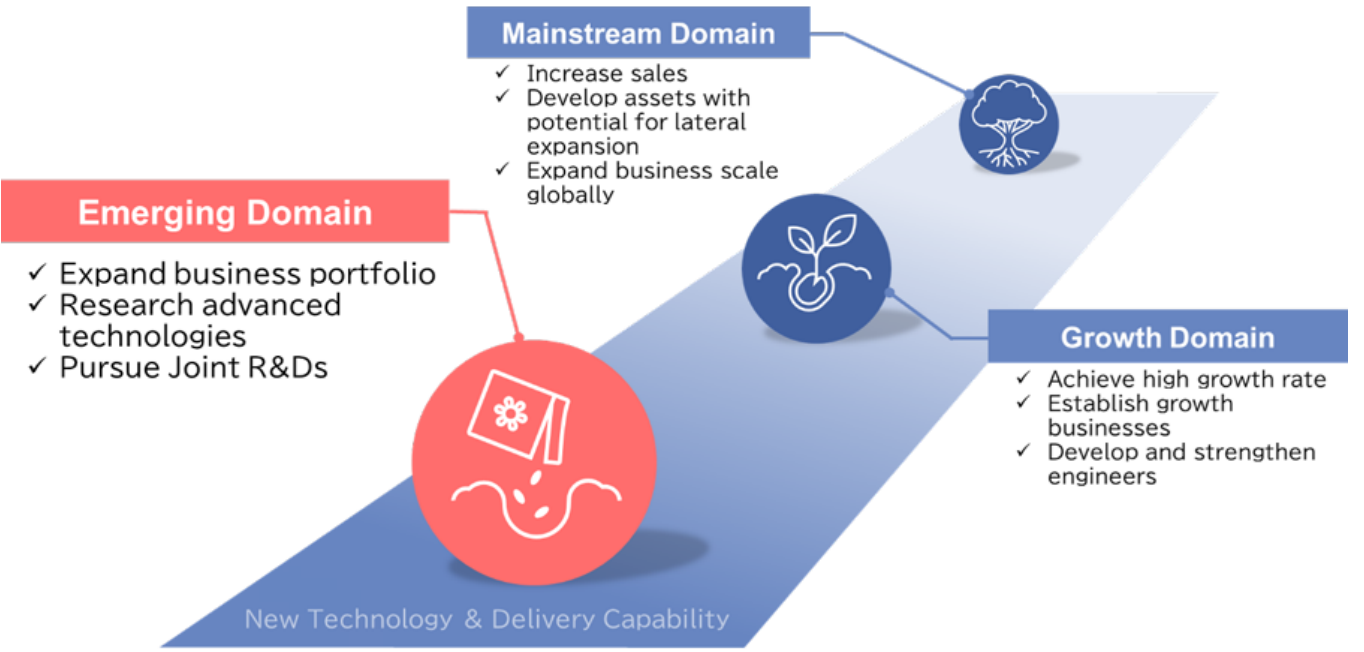 Mainstream Domain
✓ Increase sales
✓ Develop assets with
potential for lateral
expansion
✓ Expand business scale
globally
Emerging Domain
✓ Expand business portfolio
✓ Research advanced
technologies
✓ Pursue Joint R&Ds
Growth Domain
✓ Achieve high growth rate
✓ Establish growth
businesses
✓ Develop and strengthen
engineers
New Technology & Delivery Capability